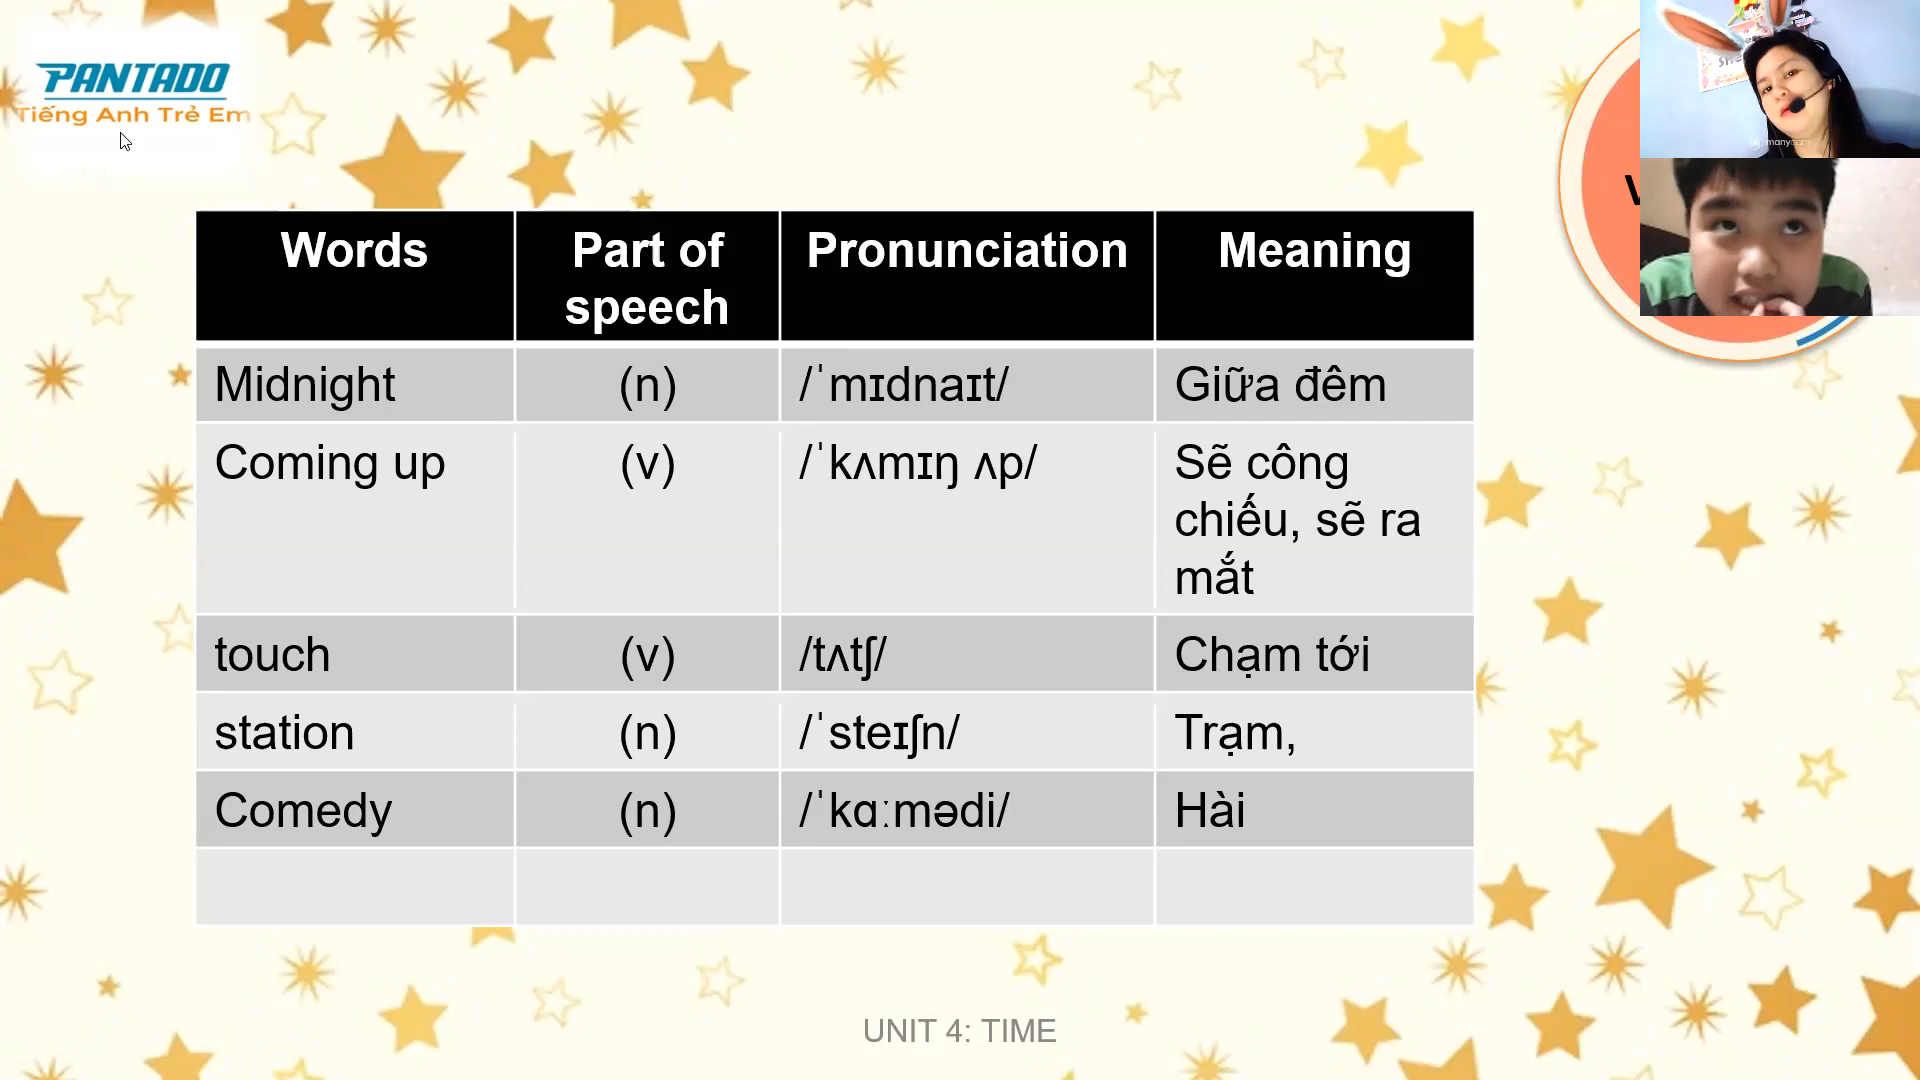 PANTADO
Tiếng Anh Trẻ Em
Words
Part of
speech
Pronunciation
Meaning
Midnight
(n)
/ˈmɪdnaɪt/
Giữa đêm
Coming up
(v)
/ˈkʌmɪŋ ʌp/
Sẽ công
chiếu, sẽ ra
mắt
touch
(v)
/tʌtʃ/
Chạm tới
station
(n)
/ˈsteɪʃn/
Trạm,
Comedy
(n)
/ˈkɑːmədi/
Hài
UNIT 4: TIME